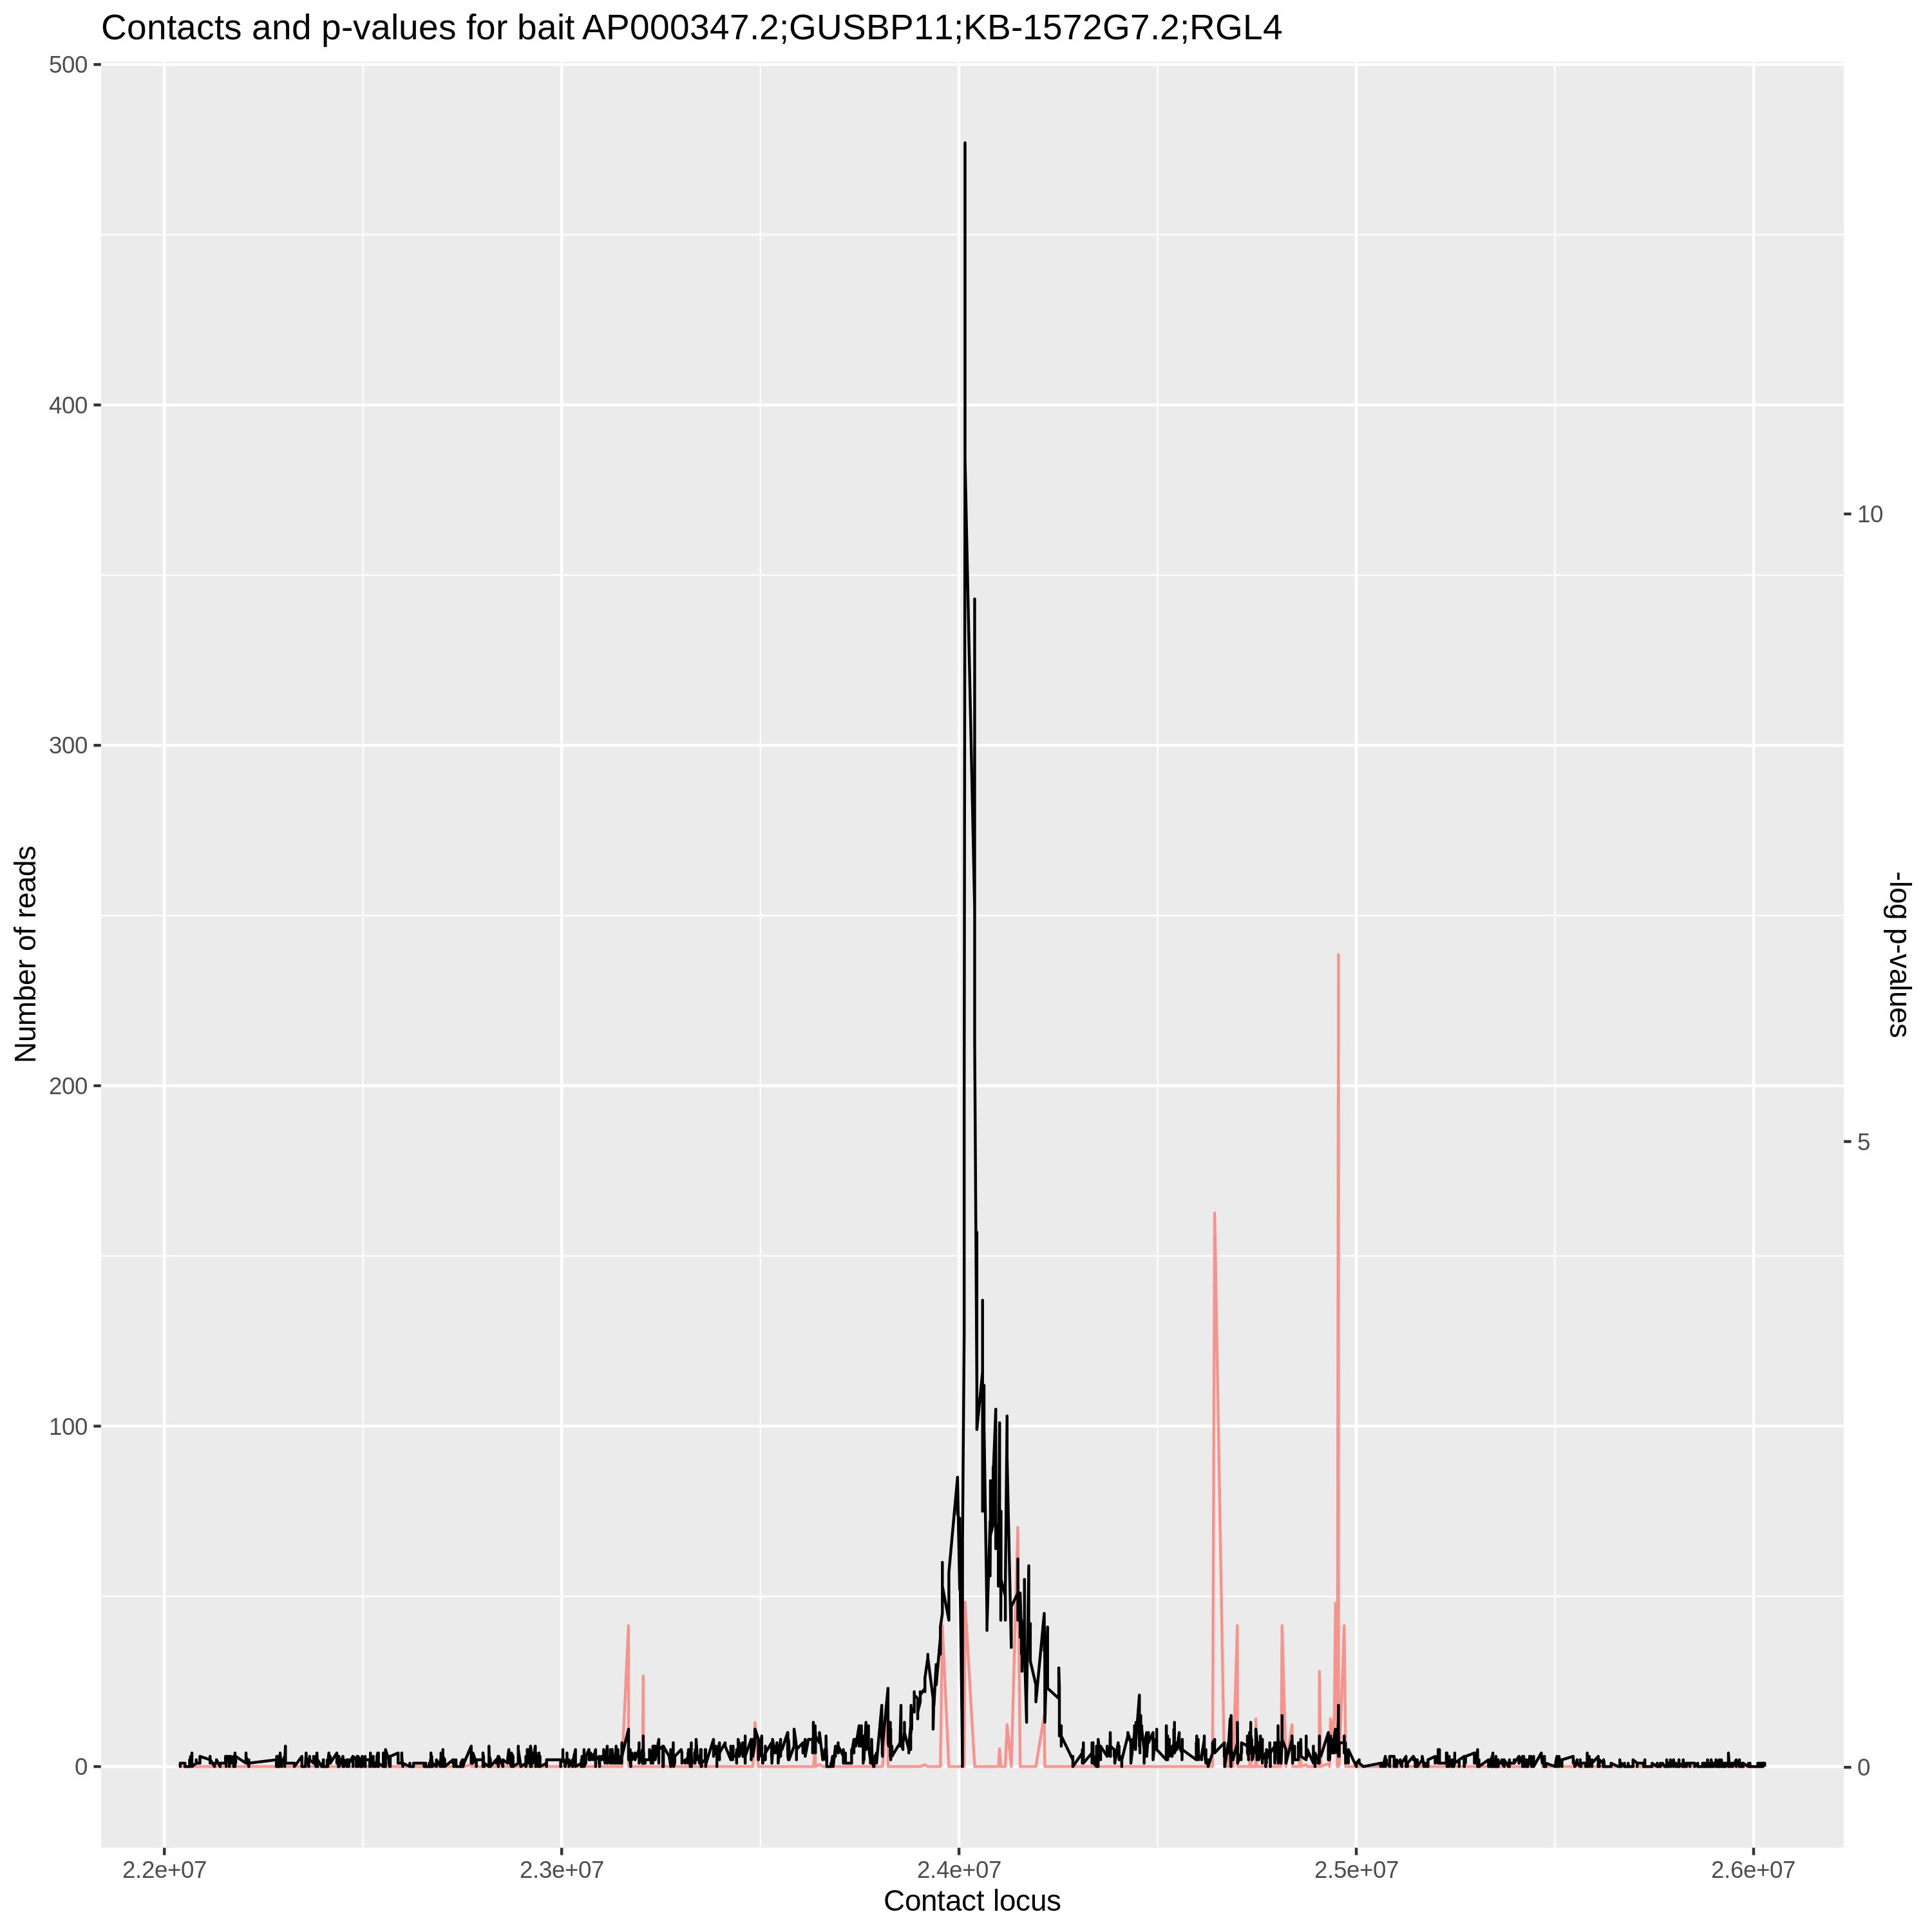 Contacts and p-values for bait AP000347.2;GUSBP11;KB-1572G7.2;RGL4
500
400
300
200
100
0
Number of reads
10
5
0
-log p-values
2.2e+07
2.3e+07
2.4e+07
2.5e+07
2.6e+07
Contact locus